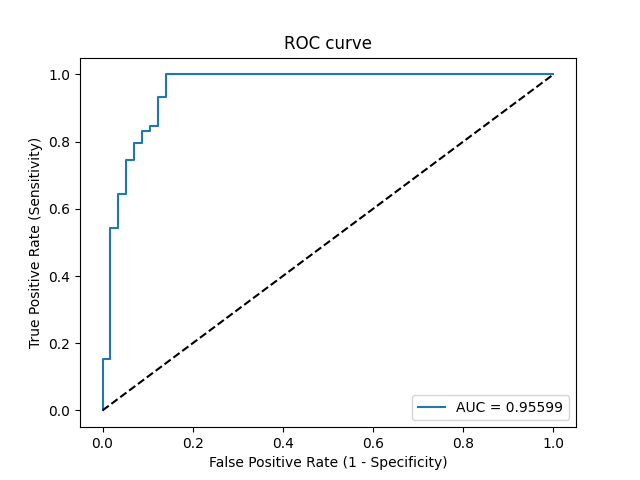 ROC curve
True Positive Rate (Sensitivity)
1.0
0.8
0.6
0.4
0.2
0.0
AUC = 0.95599
0.0 0.2 0.4 0.6 0.8 1.0
False Positive Rate (1 - Specificity)